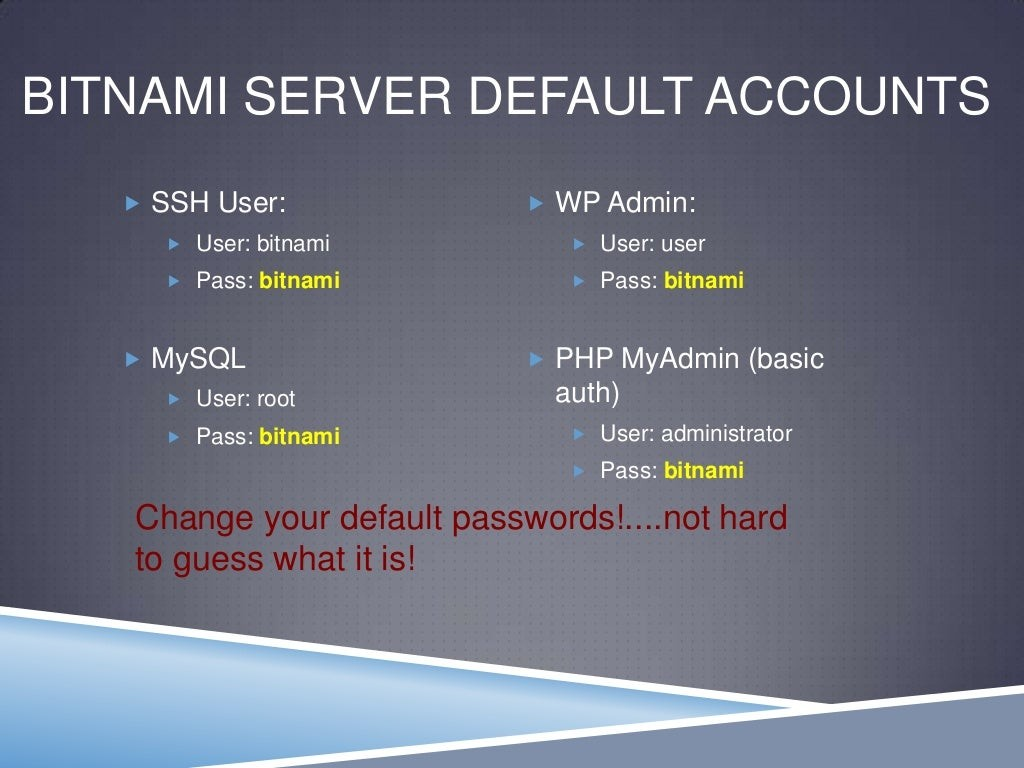 BITNAMI SERVER DEFAULT ACCOUNTS
SSH User:
User: bitnami
Pass: bitnami
MySQL
User: root
Pass: bitnami
WP Admin:
User: user
Pass: bitnami
PHP MyAdmin (basic
auth)
User: administrator
Pass: bitnami
Change your default passwords!....not hard
to guess what it is!